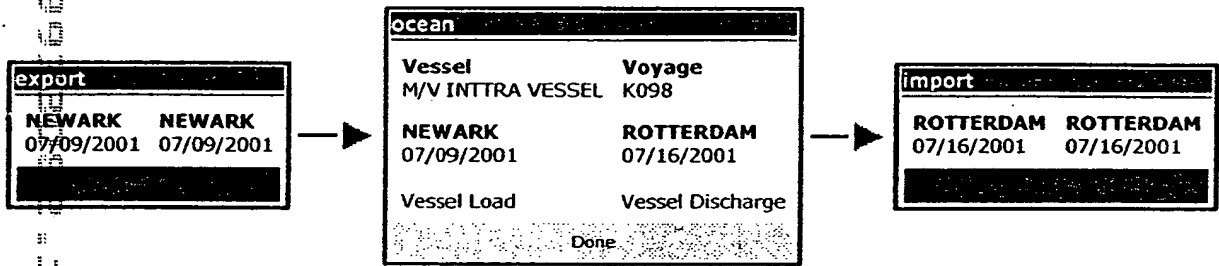 export
NEWARK NEWARK
07/09/2001 07/09/2001
ocean
Vessel Voyage
M/V INTTRA VESSEL K098
NEWARK ROTTERDAM
07/09/2001 07/16/2001
Vessel Load Vessel Discharge
Done
import
ROTTERDAM ROTTERDAM
07/16/2001 07/16/2001